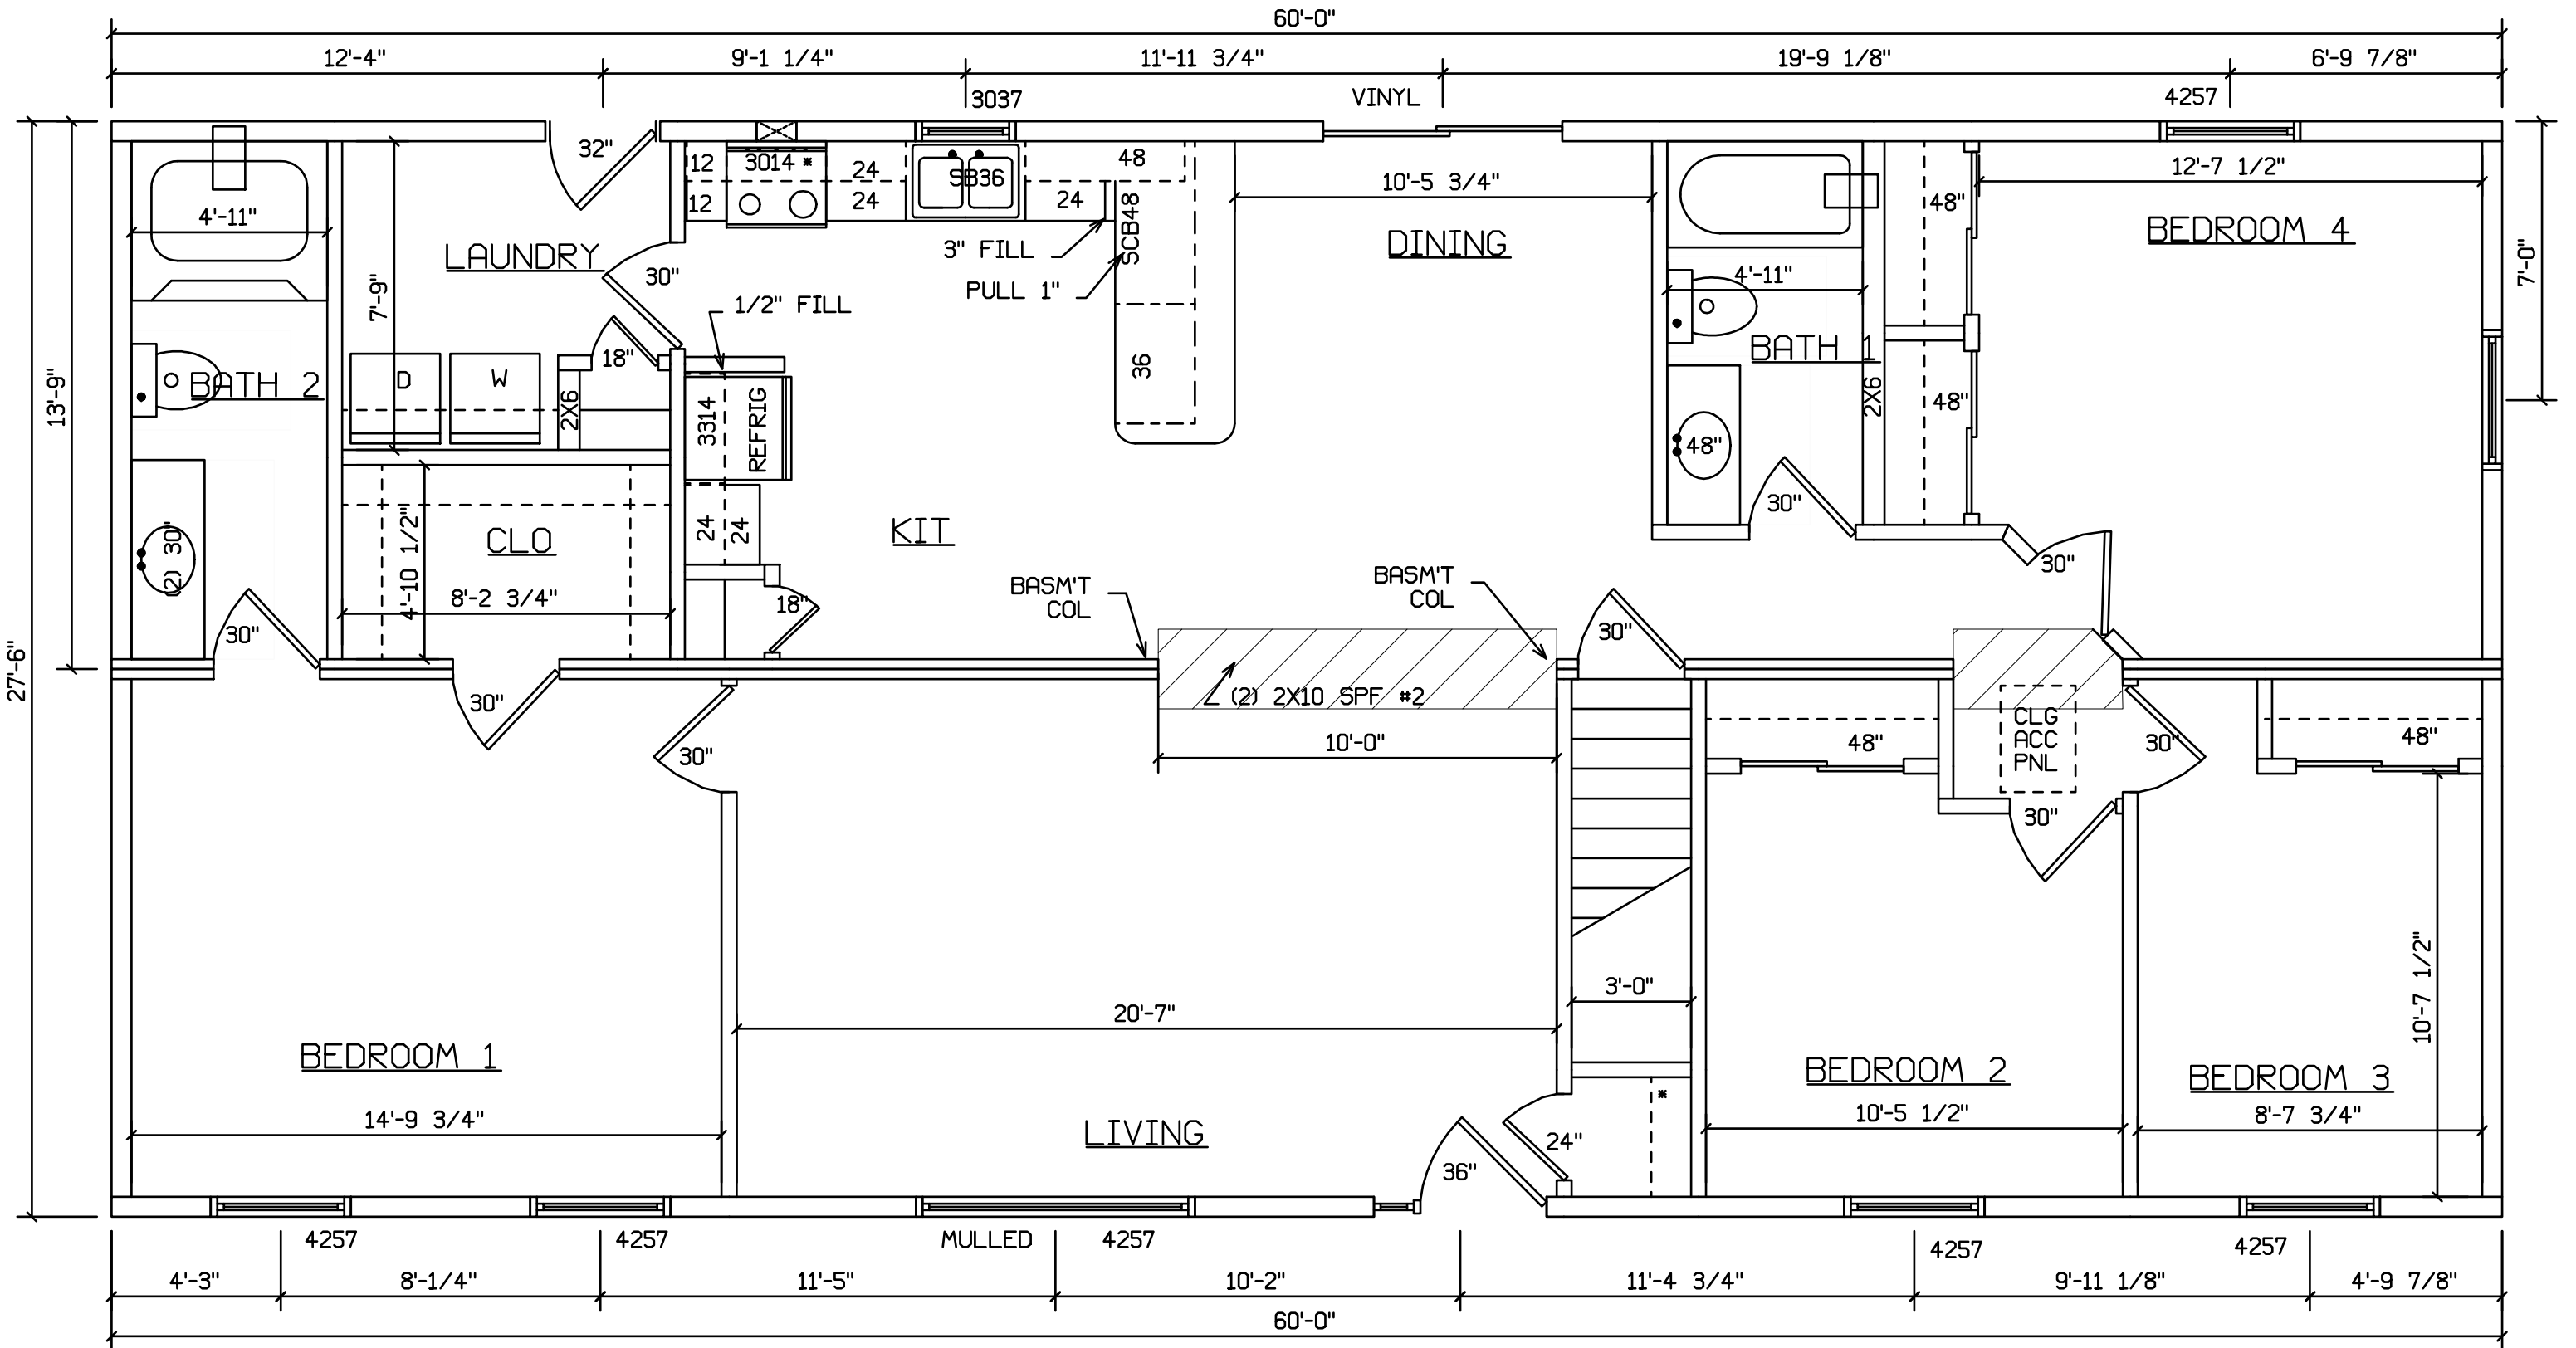 60'-0"
12'-4" 9'-1 1/4" 11'-11 3/4" 19'-9 1/8" 6'-9 7/8"
3037 VINYL 4257
32" 12 3014 * 24 SB36 48
12 24 24
4'-11" LAUNDRY 30" 3" FILL SCB48 PULL 1"
10'-5 3/4" DINING 48" 12'-7 1/2" BEDROOM 4 7'-0"
4'-11"
7'-9" 1/2" FILL 18" 36
BATH 1
13'-9" BATH 2 D W 2X6 3314 REFRIG 2X6 48"
48"
30" 30"
(2) 30" CLO 4'-10 1/2" 24 24 KIT
8'-2 3/4" 18" BASM'T
COL
BASM'T
COL
30" 30"
27'-6"
30" 30" (2) 2X10 SPF #2
10'-0"
48" CLG
ACC
PNL
30" 48"
30"
10'-7 1/2"
3'-0"
20'-7"
BEDROOM 1 BEDROOM 2 BEDROOM 3
*
14'-9 3/4" LIVING 24" 10'-5 1/2" 8'-7 3/4"
36"
4257 4257 MULLED 4257 4257 4257
4'-3" 8'-1/4" 11'-5" 10'-2" 11'-4 3/4" 9'-11 1/8" 4'-9 7/8"
60'-0"